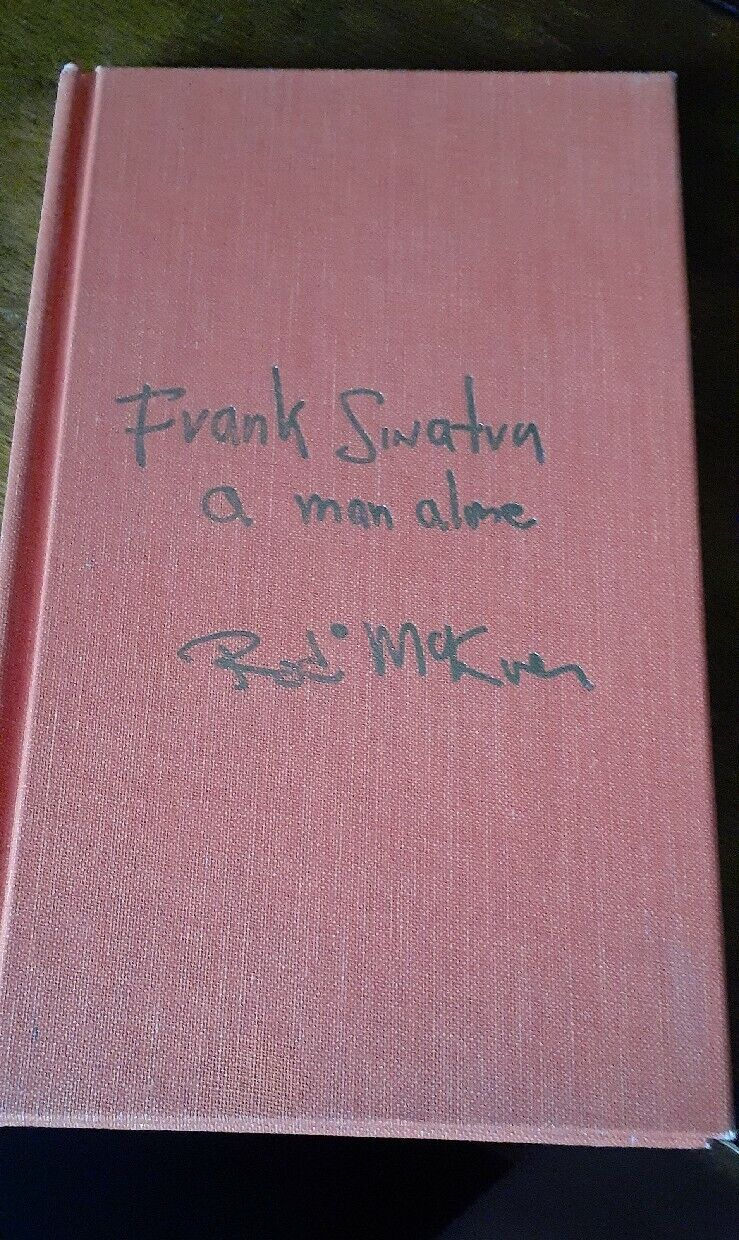 Frank Sinatra
a man alone
Rod McKuen